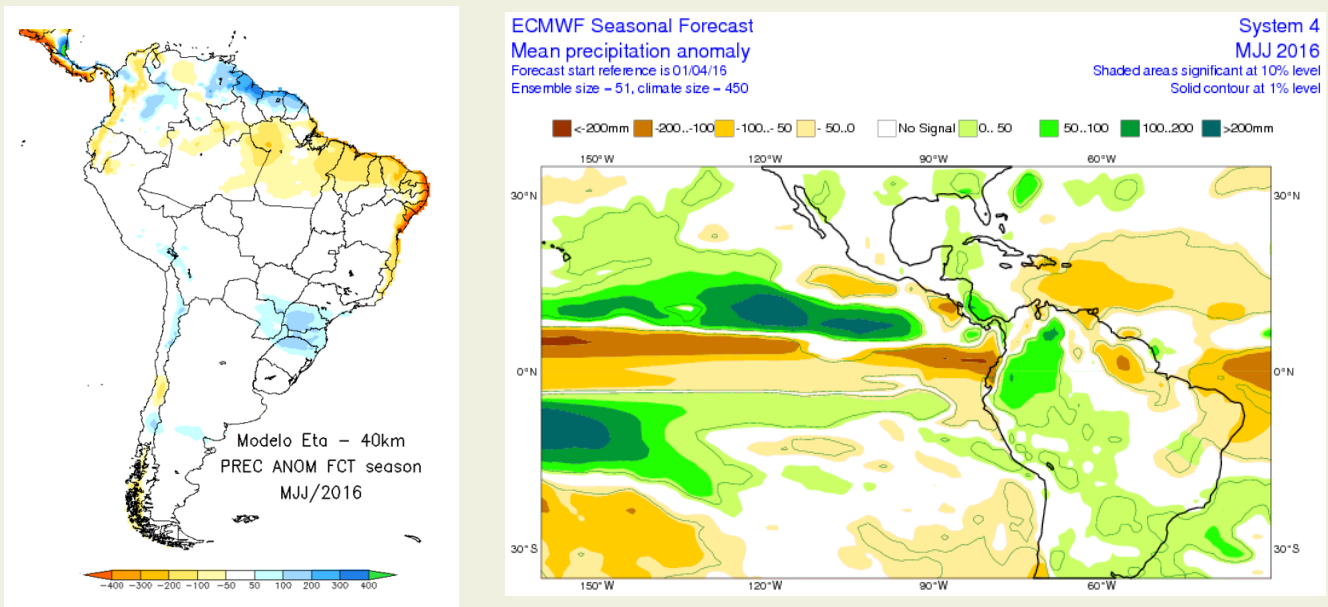 Modelo Eta – 40km
PREC ANOM FCT season
MJJ/2016
−400 −300 −200 −100 −50 50 100 200 300 400
ECMWF Seasonal Forecast
System 4
Mean precipitation anomaly
MJJ 2016
Forecast start reference is 01/04/16
Shaded areas significant at 10% level
Ensemble size = 51, climate size = 450
Solid contour at 1% level
<-200mm -200..-100 -100..- 50 - 50..0 No Signal 0.. 50 50..100 100..200 >200mm
150°W 120°W 90°W 60°W
30°N 30°N
0°N 0°N
30°S 30°S
150°W 120°W 90°W 60°W